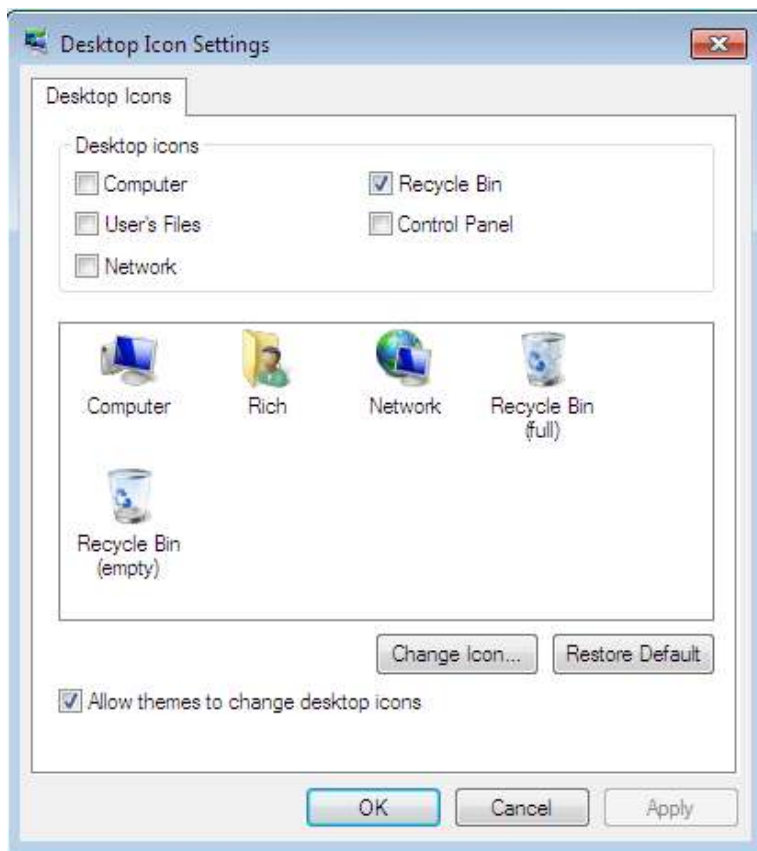 Desktop Icon Settings
Desktop Icons
Desktop icons
Computer
Recycle Bin
User's Files
Control Panel
Network
Computer
Rich
Network
Recycle Bin
(full)
Recycle Bin
(empty)
Change Icon...
Restore Default
Allow themes to change desktop icons
OK
Cancel
Apply